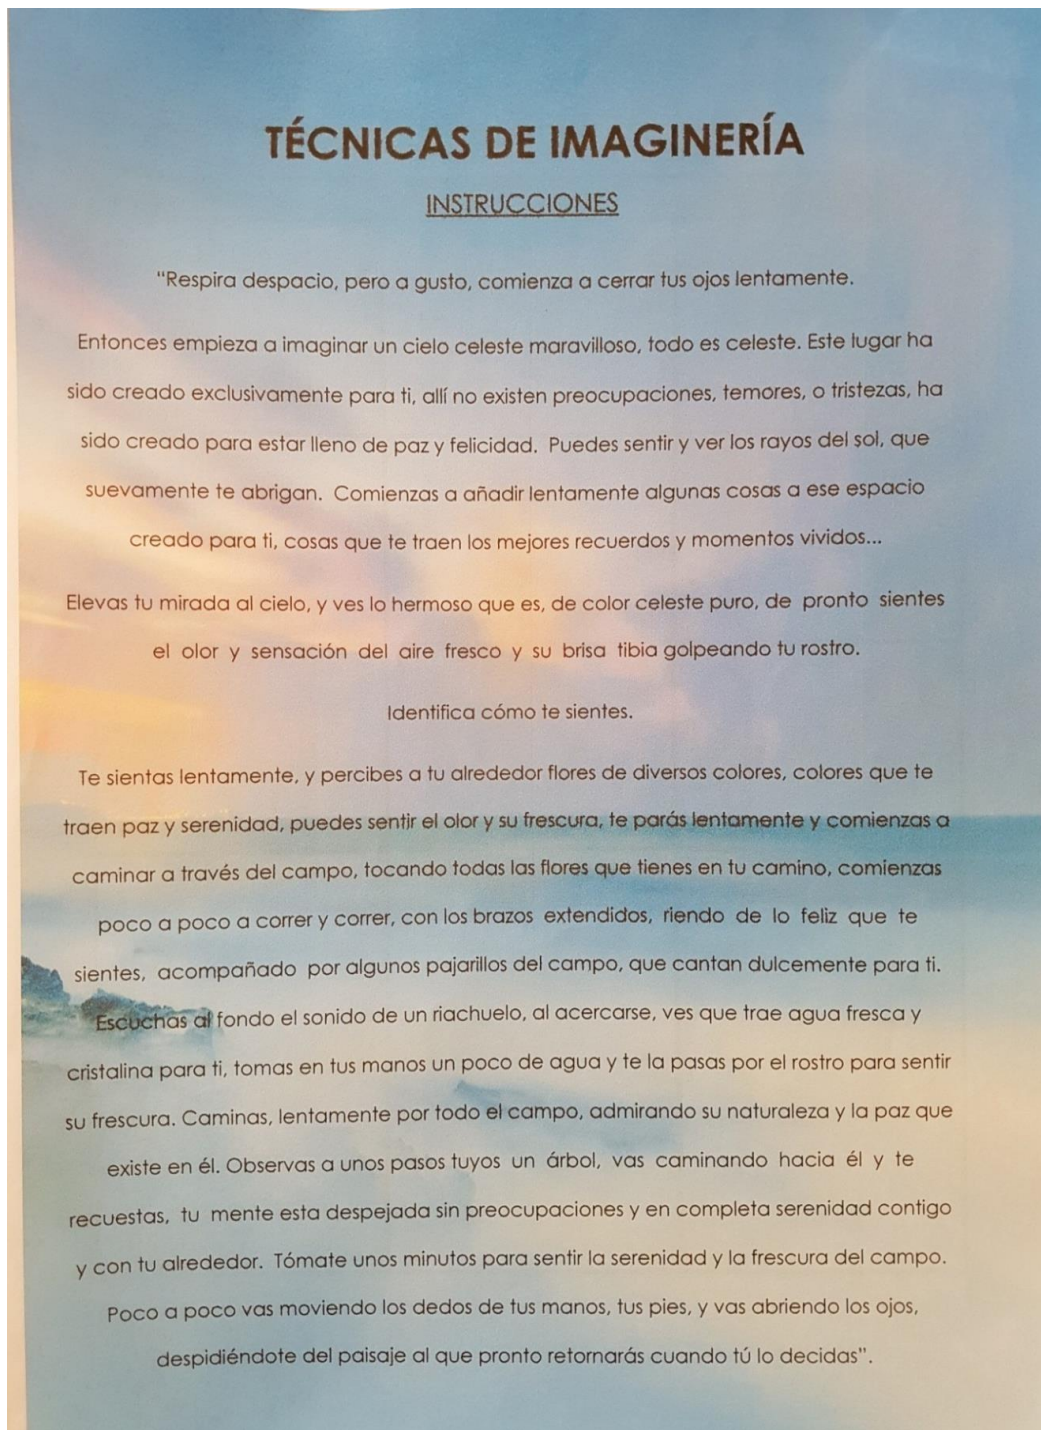 TÉCNICAS DE IMAGINERÍA
INSTRUCCIONES
“Respira despacio, pero a gusto, comienza a cerrar tus ojos lentamente.
Entonces empieza a imaginar un cielo celeste maravilloso, todo es celeste. Este lugar ha
sido creado exclusivamente para ti, allí no existen preocupaciones, temores, o tristezas, ha
sido creado para estar lleno de paz y felicidad. Puedes sentir y ver los rayos del sol, que
suevamente te abrigan. Comienzas a añadir lentamente algunas cosas a ese espacio
creado para ti, cosas que te traen los mejores recuerdos y momentos vividos...
Elevas tu mirada al cielo, y ves lo hermoso que es, de color celeste puro, de pronto sientes
el olor y sensación del aire fresco y su brisa tibia golpeando tu rostro.
Identifica cómo te sientes.
Te sientas lentamente, y percibes a tu alrededor flores de diversos colores, colores que te
traen paz y serenidad, puedes sentir el olor y su frescura, te parás lentamente y comienzas a
caminar a través del campo, tocando todas las flores que tienes en tu camino, comienzas
poco a poco a correr y correr, con los brazos extendidos, riendo de lo feliz que te
sientes, acompañado por algunos pajarillos del campo, que cantan dulcemente para ti.
Escuchas al fondo el sonido de un riachuelo, al acercarse, ves que trae agua fresca y
cristalina para ti, tomas en tus manos un poco de agua y te la pasas por el rostro para sentir
su frescura. Caminas, lentamente por todo el campo, admirando su naturaleza y la paz que
existe en él. Observas a unos pasos tuyos un árbol, vas caminando hacia él y te
recuestas, tu mente esta despejada sin preocupaciones y en completa serenidad contigo
y con tu alrededor. Tómate unos minutos para sentir la serenidad y la frescura del campo.
Poco a poco vas moviendo los dedos de tus manos, tus pies, y vas abriendo los ojos,
despidiéndote del paisaje al que pronto retornarás cuando tú lo decidas”.